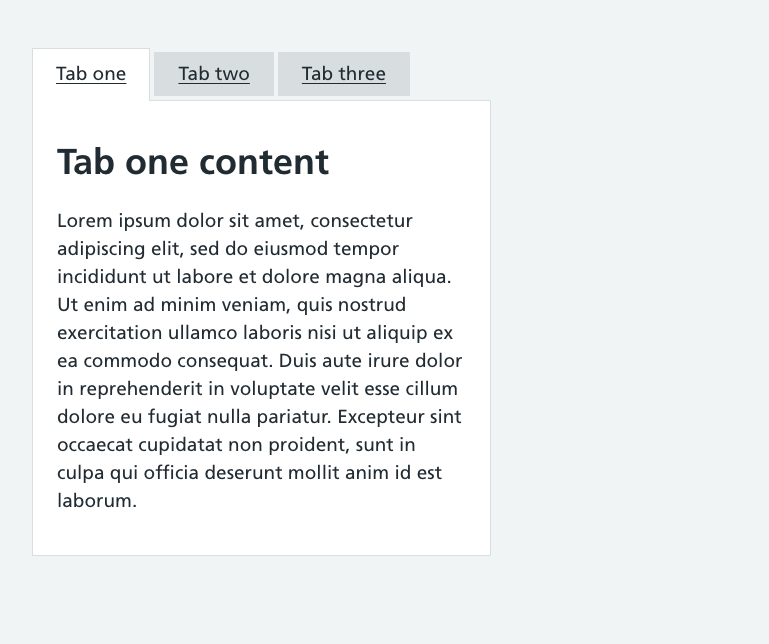 Tab one Tab two Tab three
Tab one content
Lorem ipsum dolor sit amet, consectetur
adipiscing elit, sed do eiusmod tempor
incididunt ut labore et dolore magna aliqua.
Ut enim ad minim veniam, quis nostrud
exercitation ullamco laboris nisi ut aliquip ex
ea commodo consequat. Duis aute irure dolor
in reprehenderit in voluptate velit esse cillum
dolore eu fugiat nulla pariatur. Excepteur sint
occaecat cupidatat non proident, sunt in
culpa qui officia deserunt mollit anim id est
laborum.